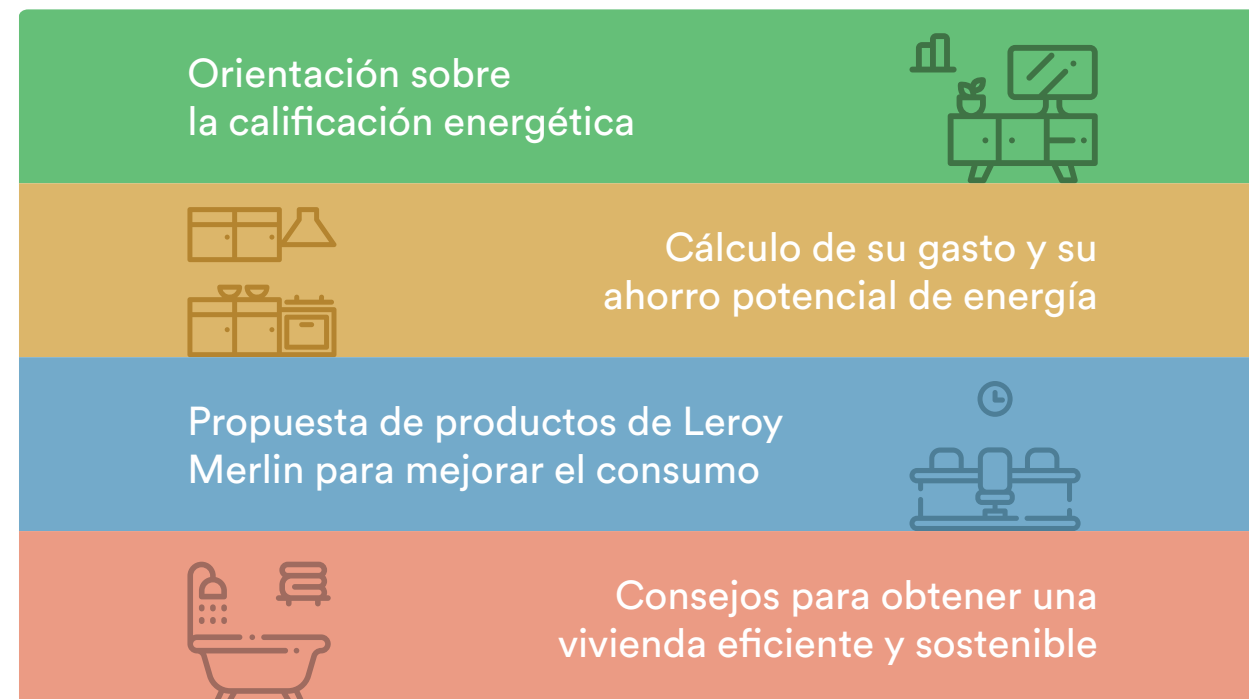 Orientación sobre
la calificación energética
Cálculo de su gasto y su
ahorro potencial de energía
Propuesta de productos de Leroy
Merlin para mejorar el consumo
Consejos para obtener una
vivienda eficiente y sostenible